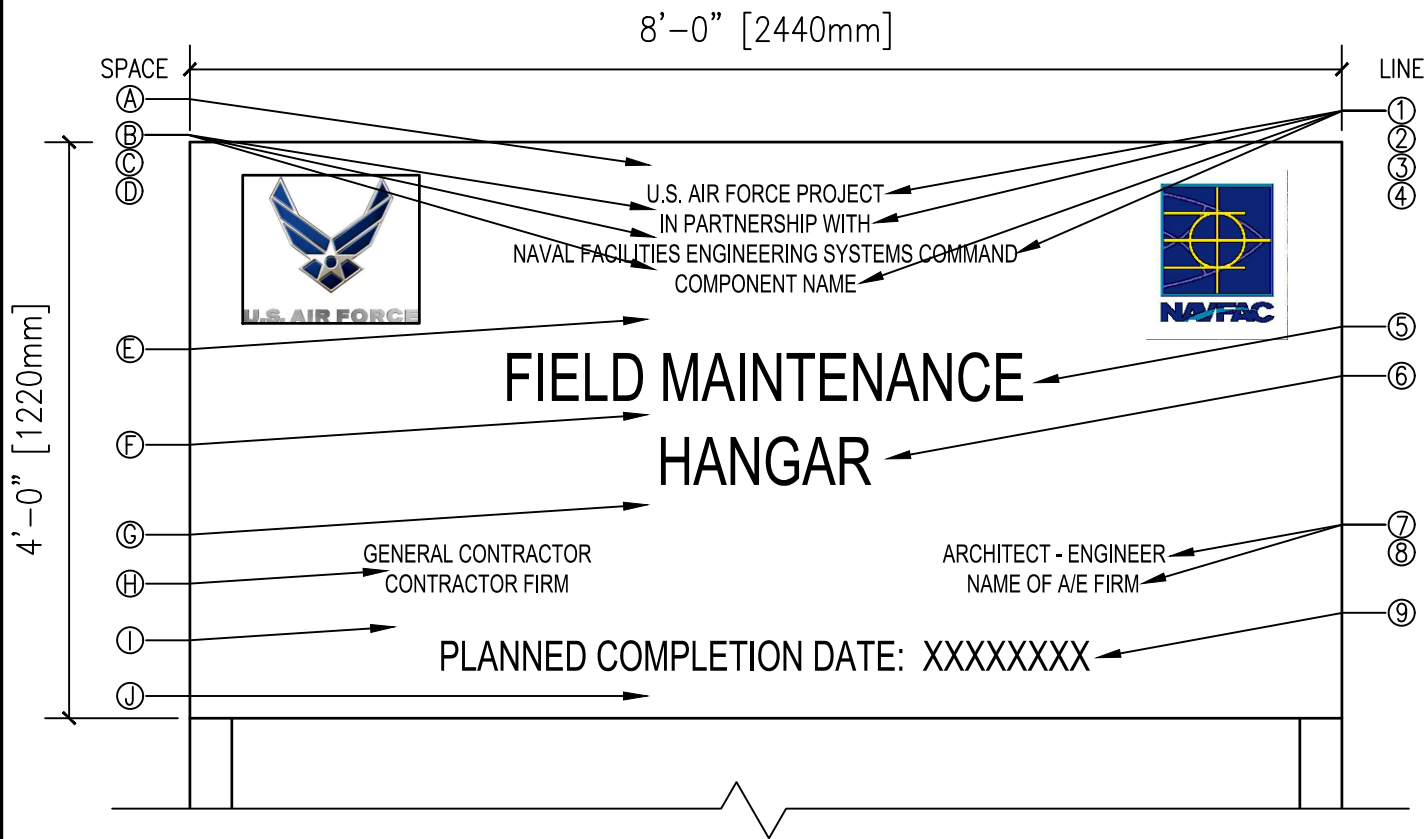 8'-0" [2440mm]
SPACE
LINE
A
B
C
D
1
2
3
4
U.S. AIR FORCE PROJECT
IN PARTNERSHIP WITH
NAVAL FACILITIES ENGINEERING SYSTEMS COMMAND
COMPONENT NAME
U.S. AIR FORCE
NAVFAC
4'-0" [1220mm]
E
5
FIELD MAINTENANCE
6
F
HANGAR
G
7
8
GENERAL CONTRACTOR
CONTRACTOR FIRM
ARCHITECT - ENGINEER
NAME OF A/E FIRM
H
9
I
PLANNED COMPLETION DATE: XXXXXXXX
J